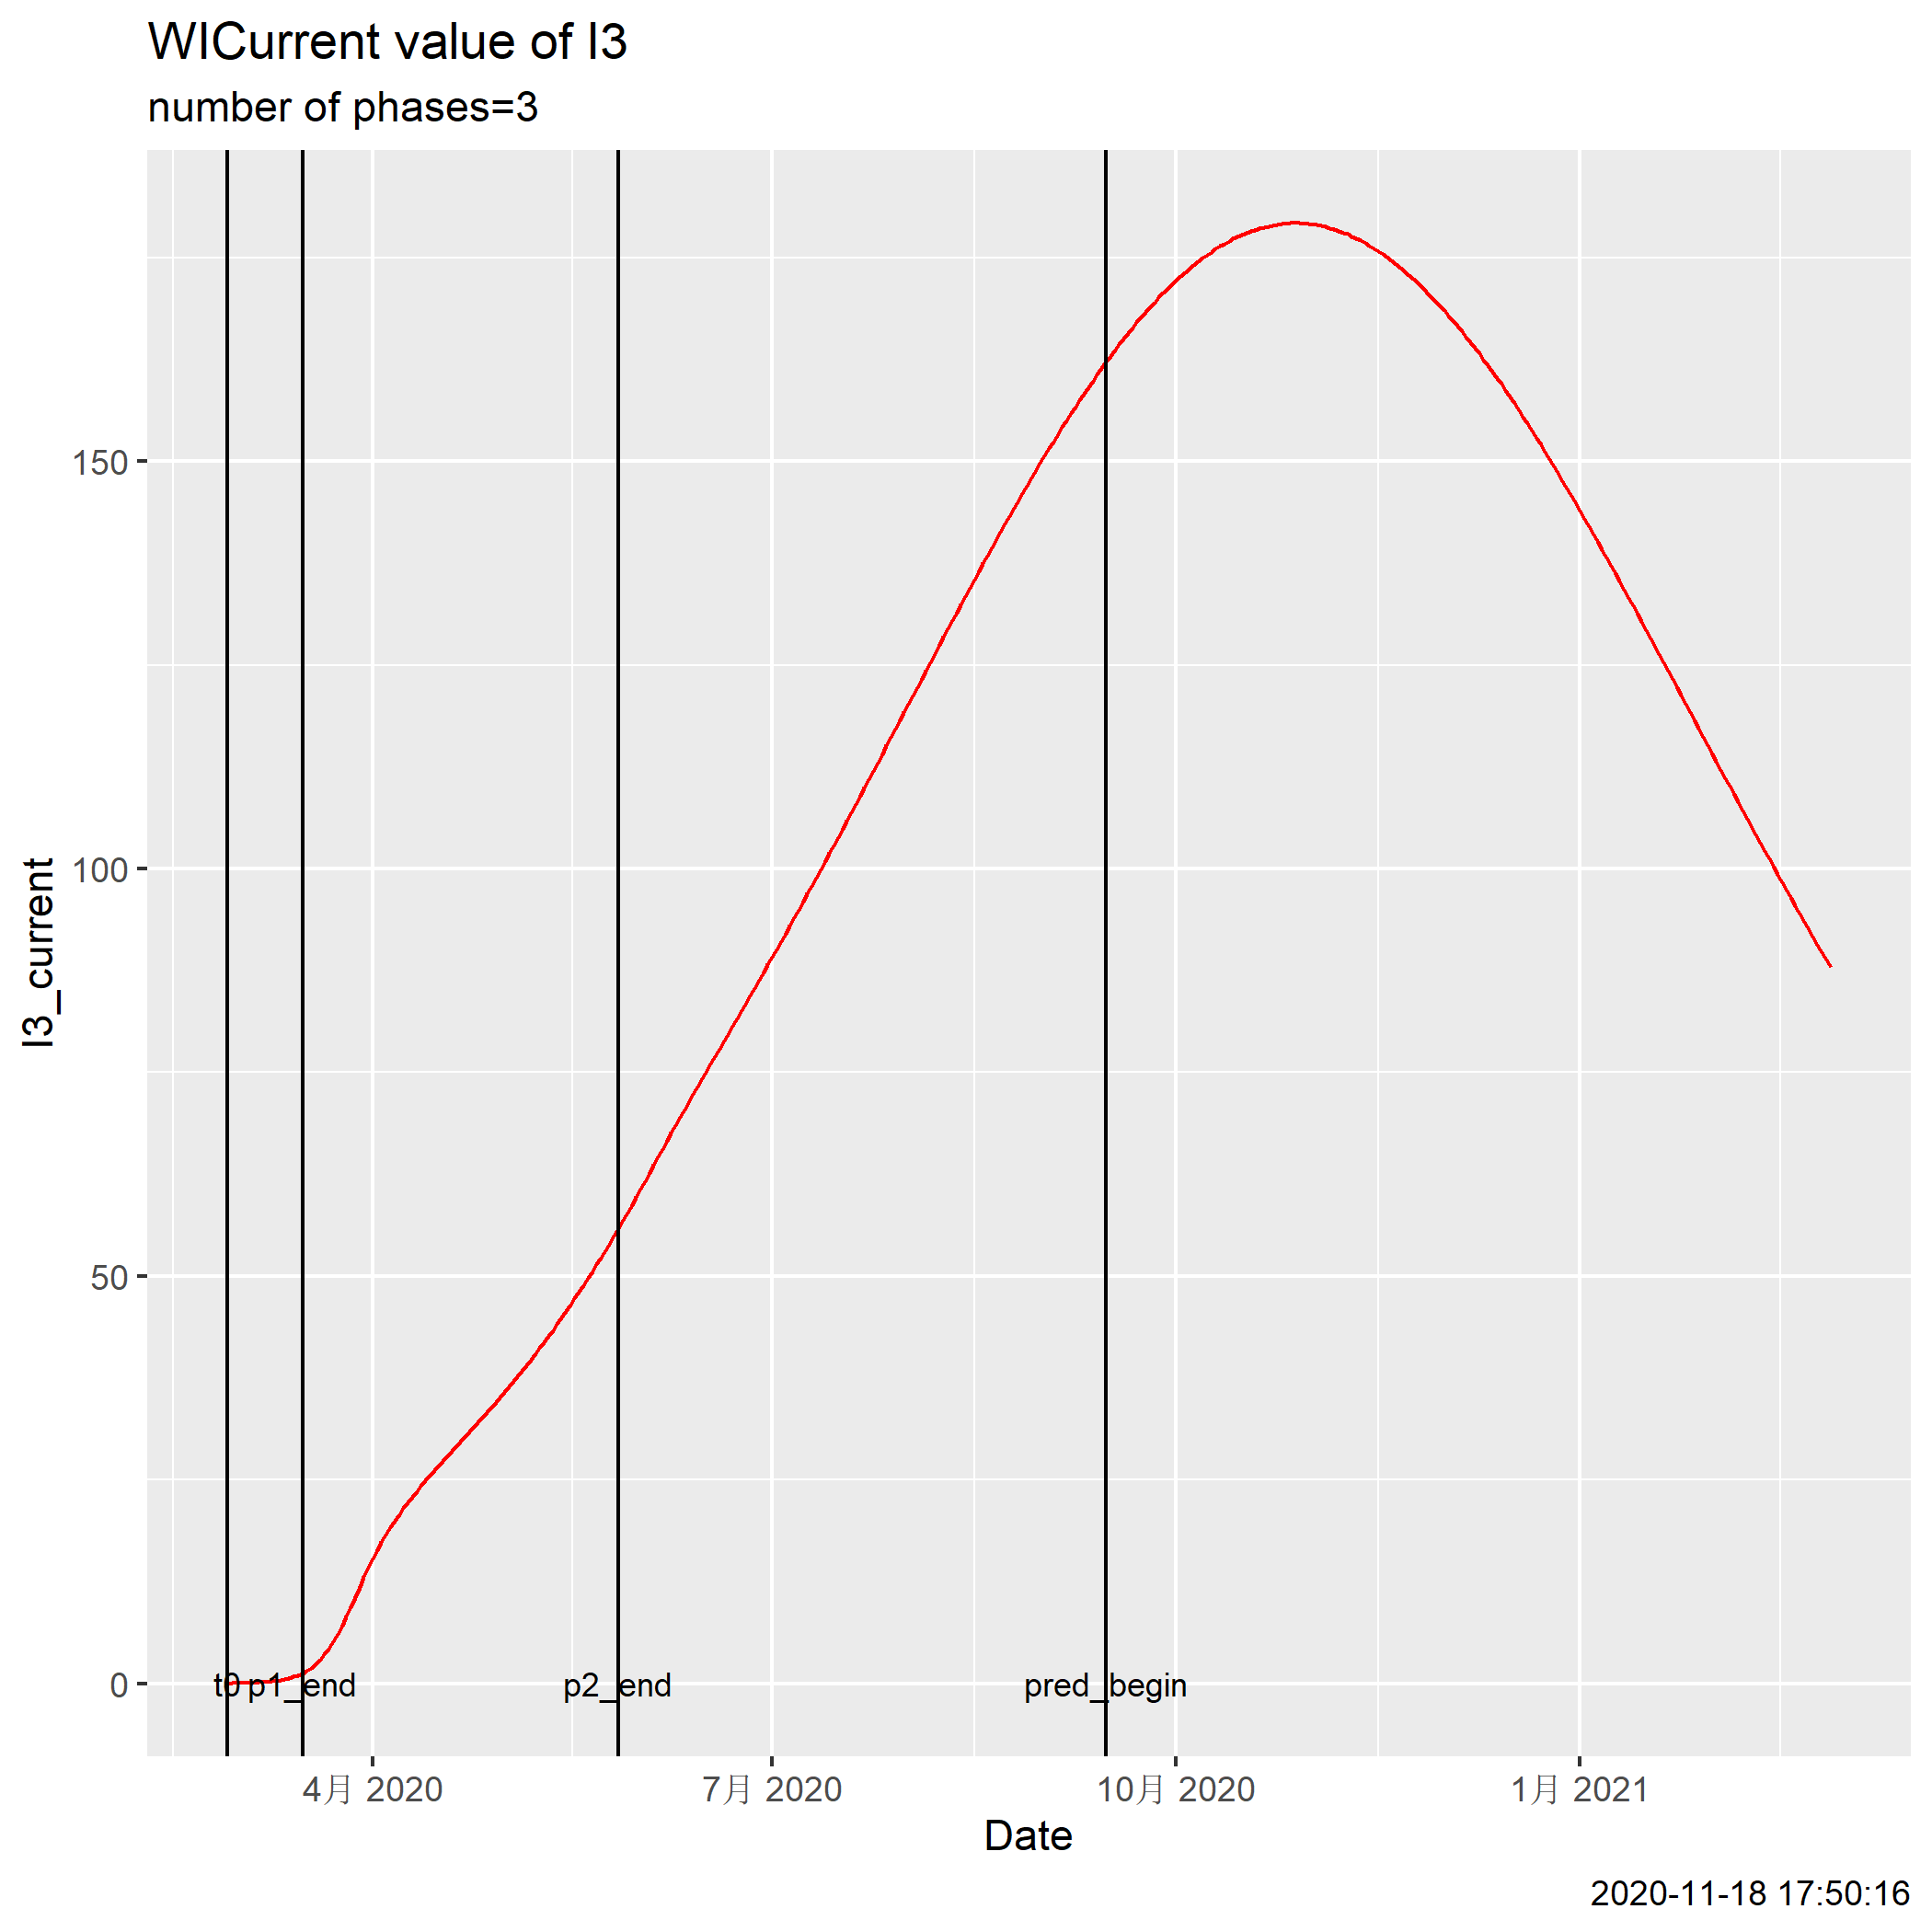 WICurrent value of I3
number of phases=3
I3_current
150
100
50
0
t0 p1_end p2_end pred_begin
4月 2020 7月 2020 10月 2020 1月 2021
Date
2020-11-18 17:50:16